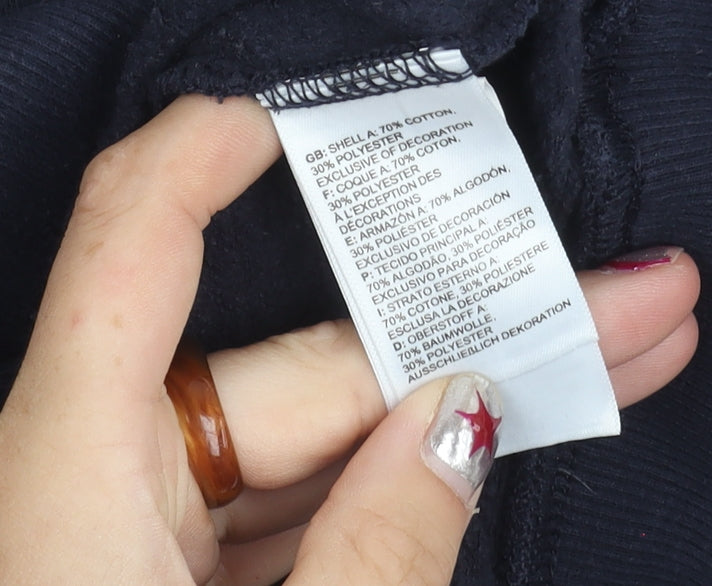 GB: SHELL A: 70% COTTON,
30% POLYESTER
EXCLUSIVE OF DECORATION
F: COQUE A: 70% COTON,
30% POLYESTER
À L'EXCEPTION DES
DÉCORATIONS
E: ARMAZÓN A: 70% ALGODÓN,
30% POLIÉSTER
EXCLUSIVO DE DECORACIÓN
P: TECIDO PRINCIPAL A:
70% ALGODÃO, 30% POLIÉSTER
EXCLUSIVO PARA DECORAÇÃO
I: STRATO ESTERNO A:
70% COTONE, 30% POLIESTERE
ESCLUSA LA DECORAZIONE
D: OBERSTOFF A:
70% BAUMWOLLE,
30% POLYESTER
AUSSCHLIEßLICH DEKORATION